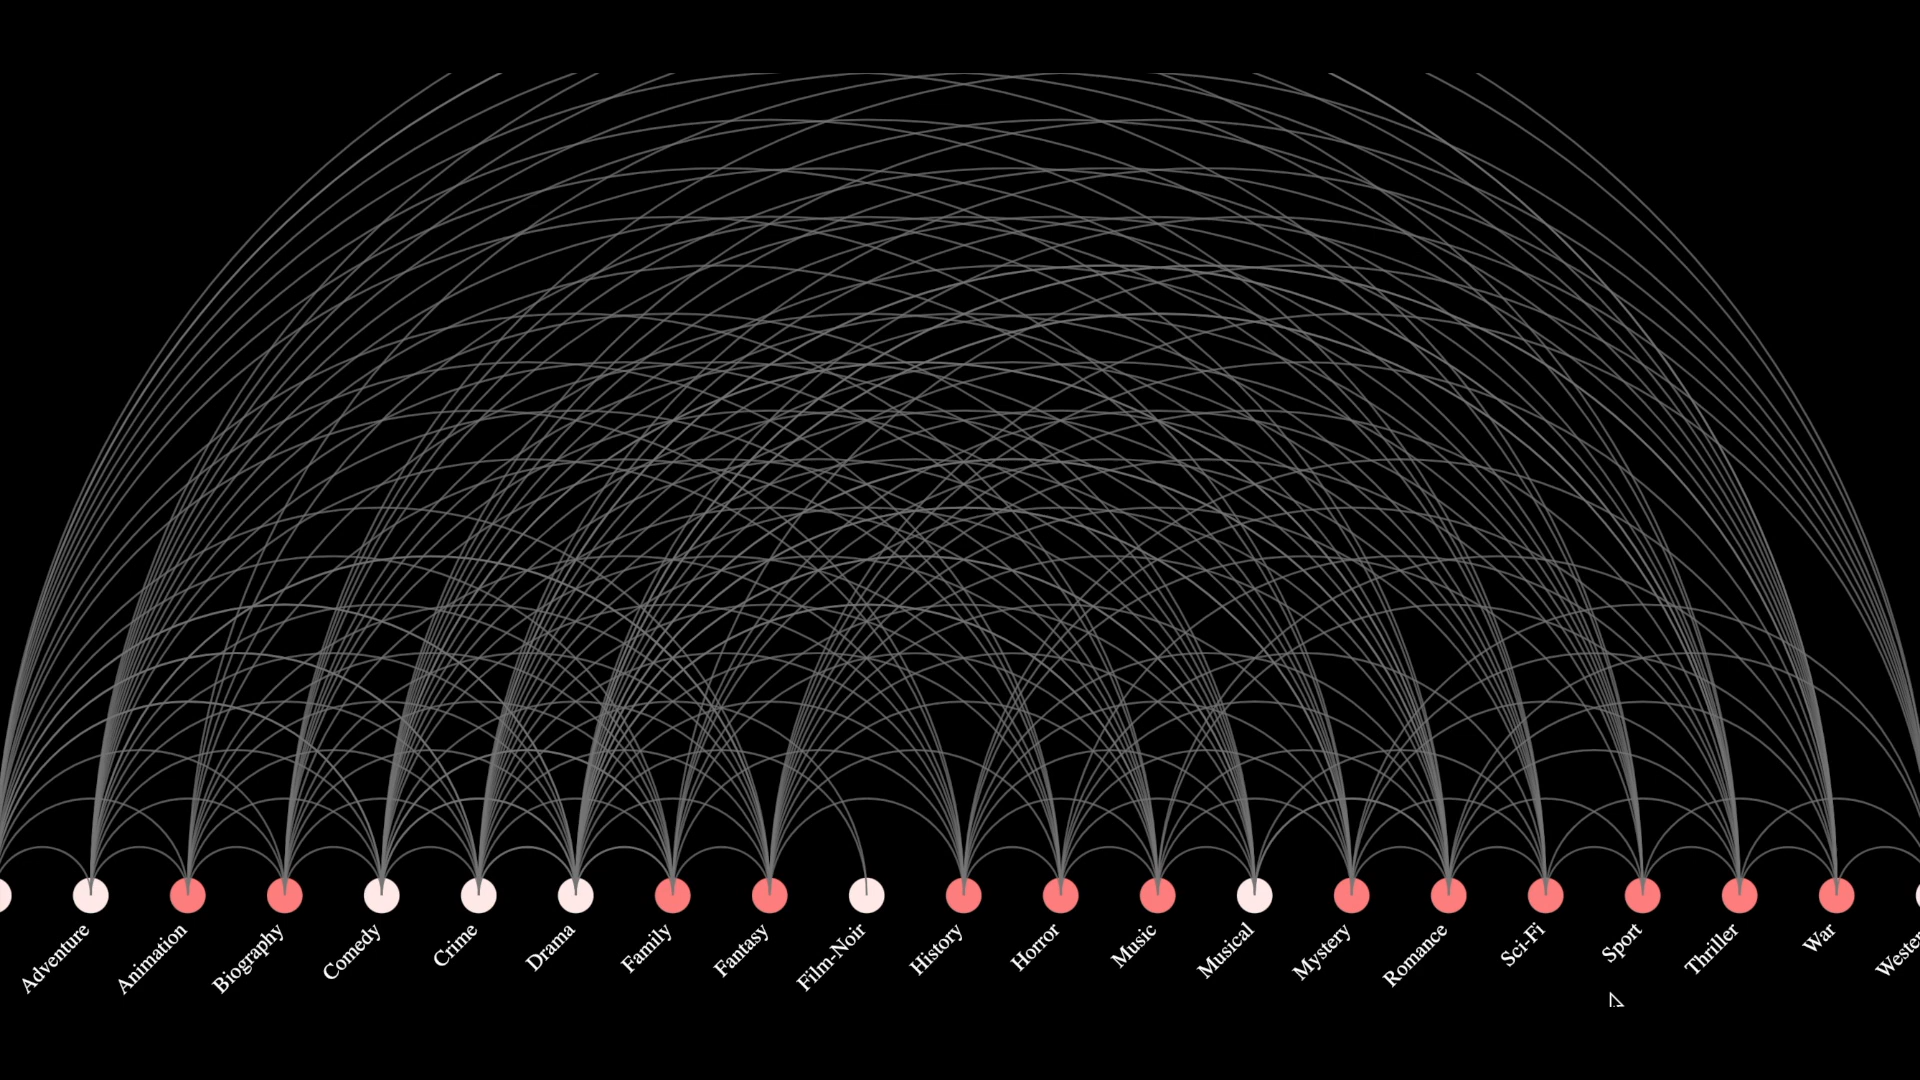 Adventure
Animation
Biography
Comedy
Crime
Drama
Family
Fantasy
Film-Noir
History
Horror
Music
Musical
Mystery
Romance
Sci-Fi
Sport
Thriller
War
Wester